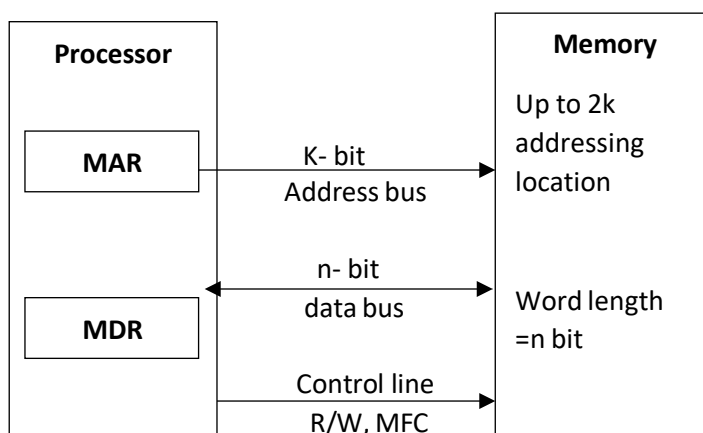 Processor
MAR
MDR
K- bit
Address bus
n- bit
data bus
Control line
R/W, MFC
Memory
Up to 2k
addressing
location
Word length
=n bit